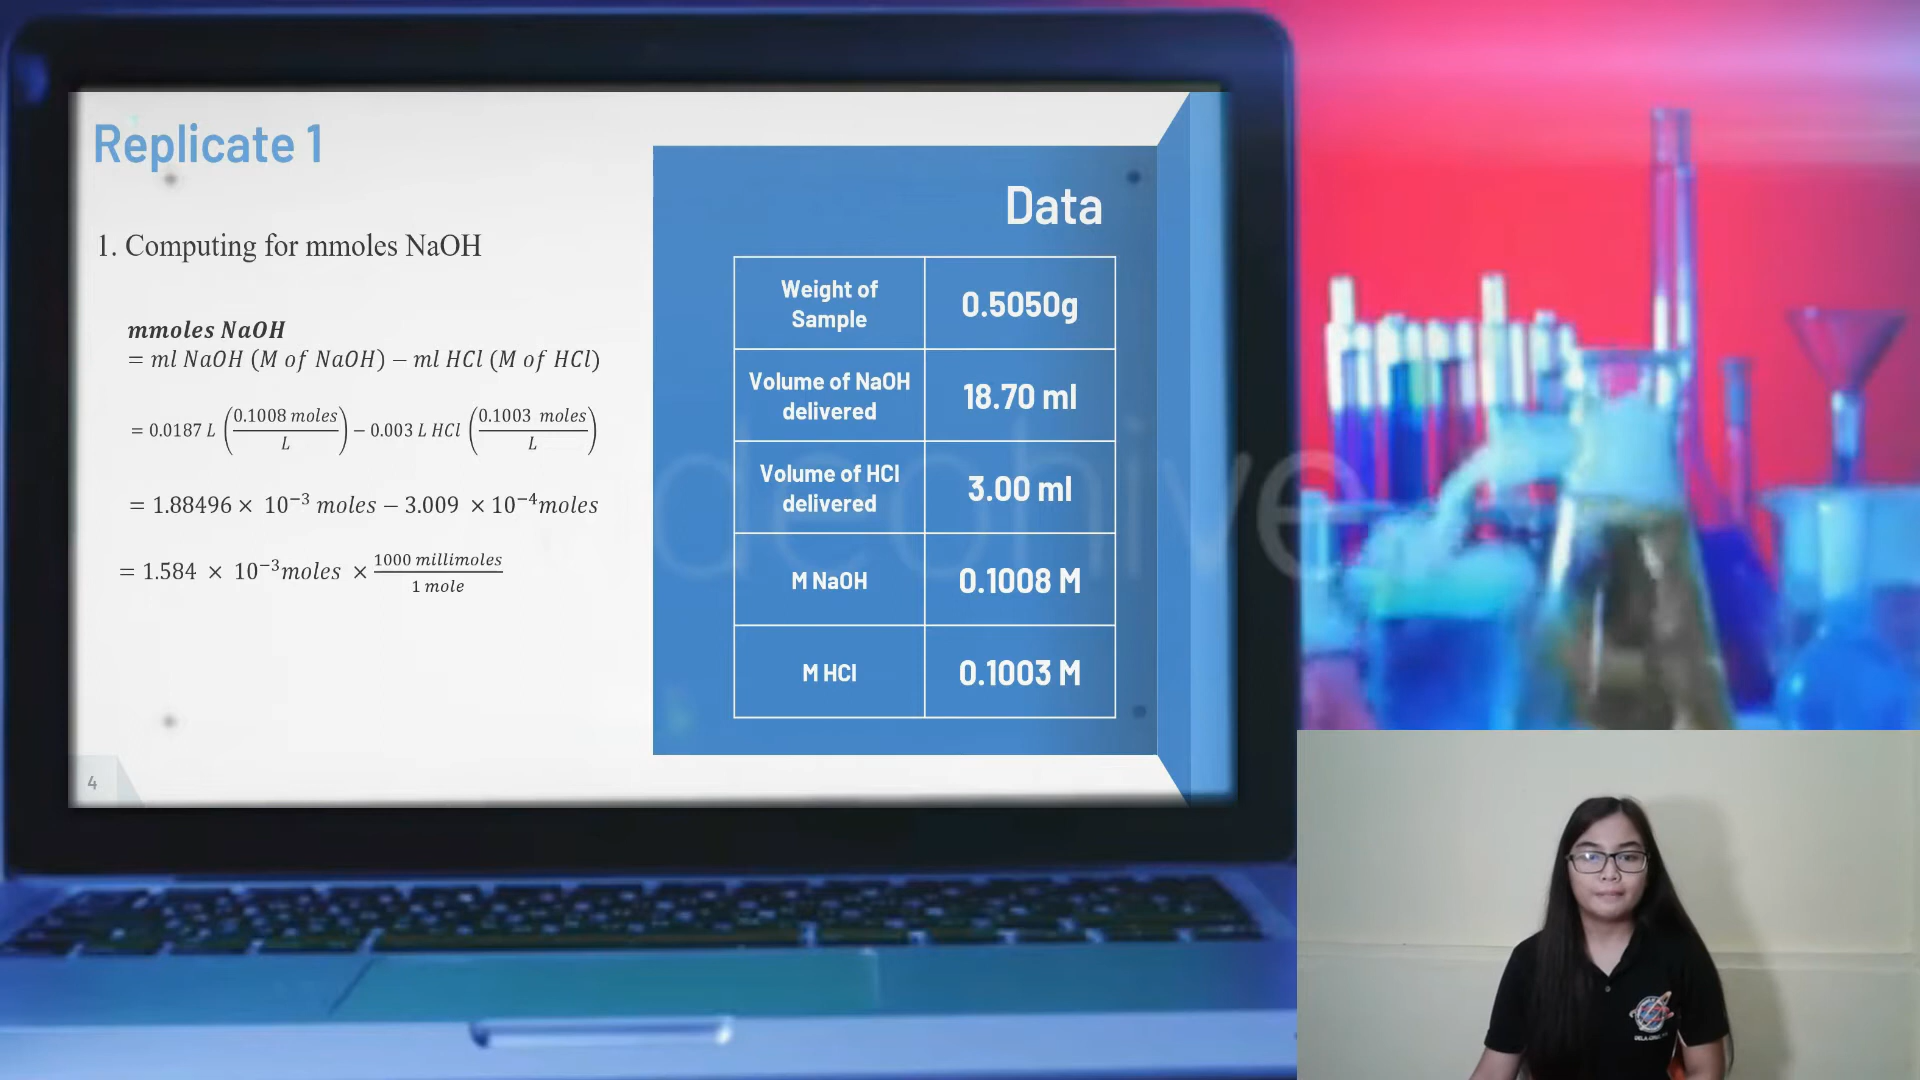 Replicate 1
1. Computing for mmoles NaOH
mmoles NaOH
= ml NaOH (M of NaOH) − ml HCl (M of HCl)
= 0.0187 L (0.1008 moles / L) − 0.003 L HCl (0.1003 moles / L)
= 1.88496 × 10⁻³ moles − 3.009 × 10⁻⁴ moles
= 1.584 × 10⁻³ moles × 1000 millimoles / 1 mole
4
Data
Weight of
Sample
0.5050g
Volume of NaOH
delivered
18.70 ml
Volume of HCl
delivered
3.00 ml
M NaOH
0.1008 M
M HCl
0.1003 M
deohive